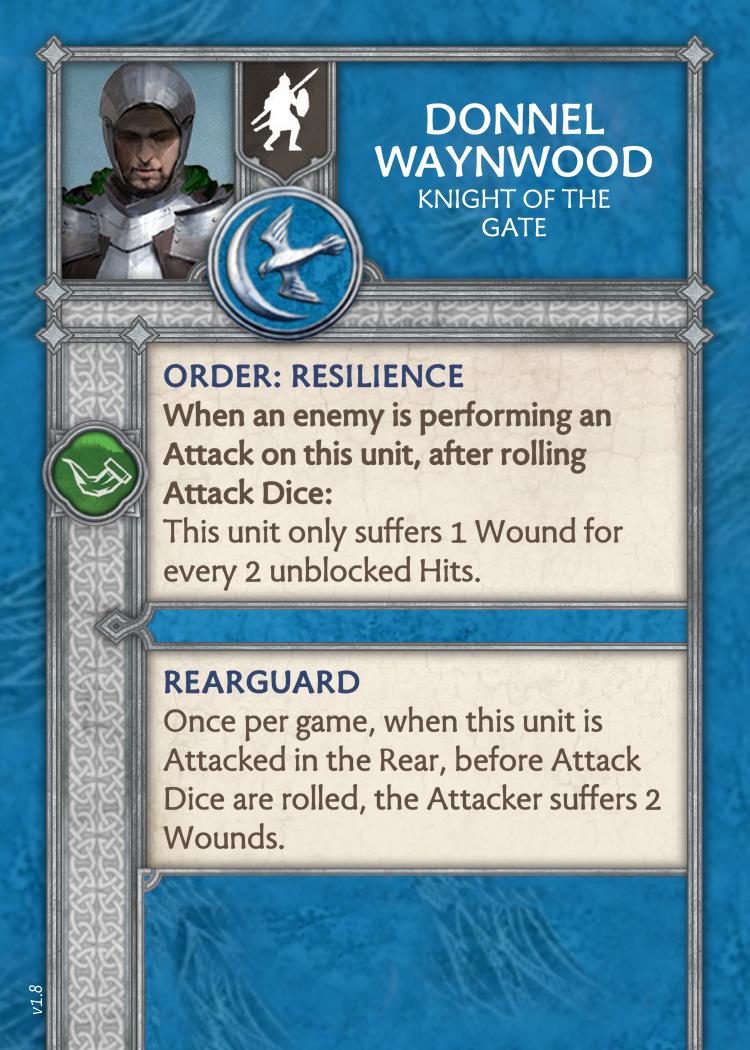 DONNEL
WAYNWOOD
KNIGHT OF THE
GATE
ORDER: RESILIENCE
When an enemy is performing an
Attack on this unit, after rolling
Attack Dice:
This unit only suffers 1 Wound for
every 2 unblocked Hits.
REARGUARD
Once per game, when this unit is
Attacked in the Rear, before Attack
Dice are rolled, the Attacker suffers 2
Wounds.
v1.8